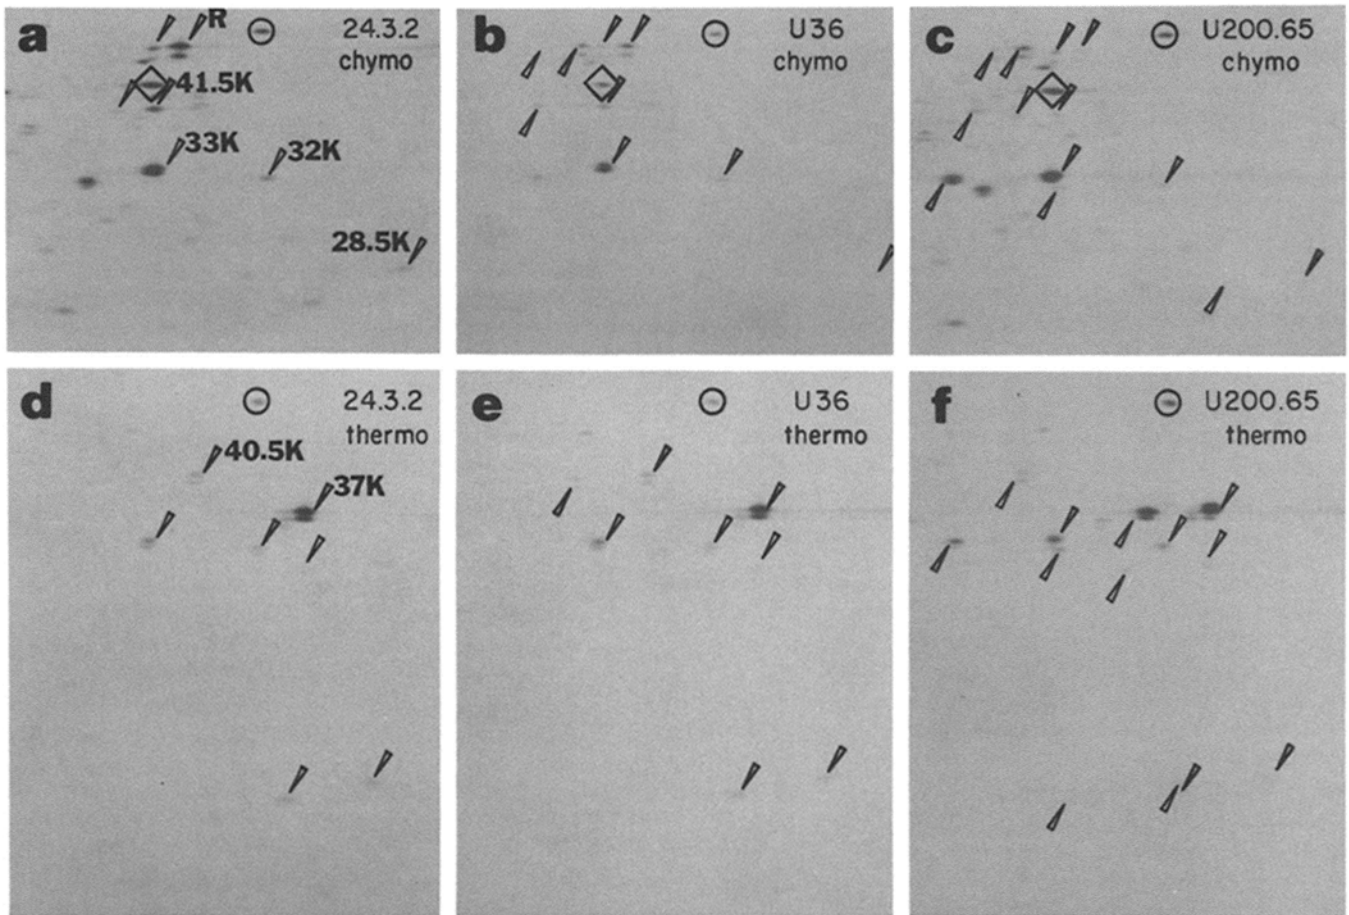 a
R
24.3.2
chymo
41.5K
33K
32K
28.5K
b
U36
chymo
c
U200.65
chymo
d
24.3.2
thermo
40.5K
37K
e
U36
thermo
f
U200.65
thermo